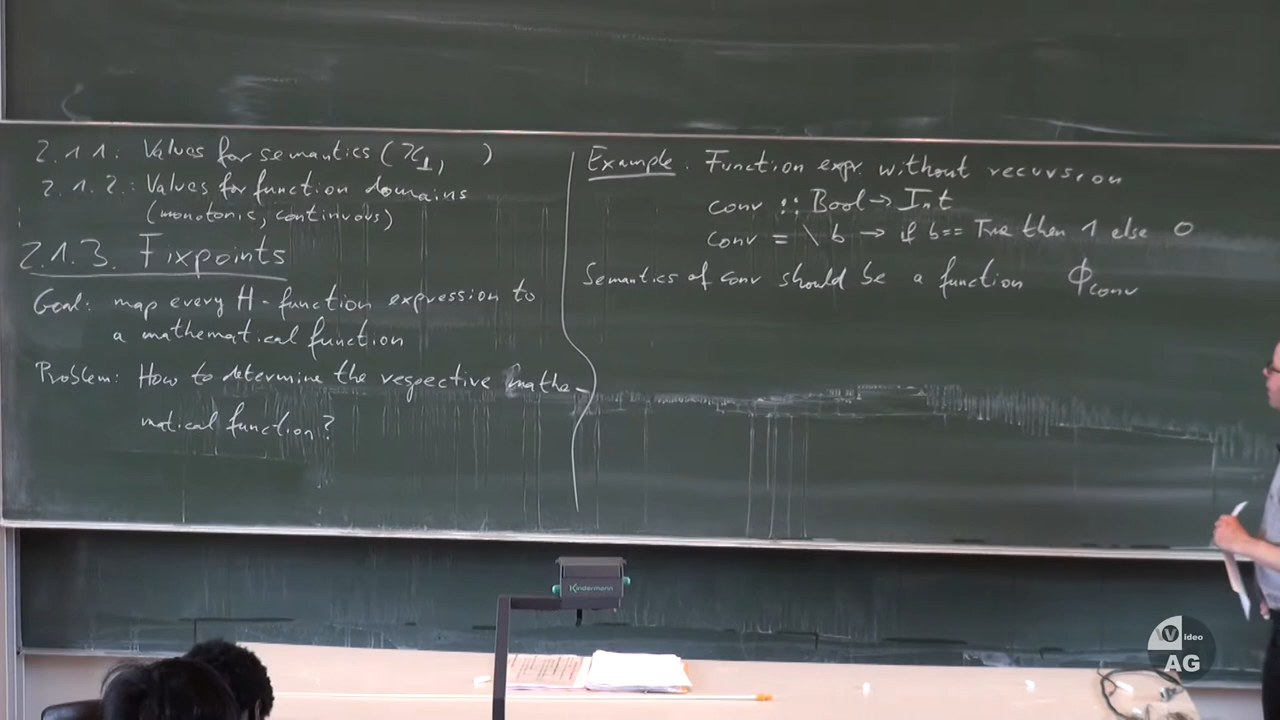 2.1.1: Values for semantics (ℤ⊥, )
2.1.2.: Values for function domains
(monotonic, continuous)
2.1.3. Fixpoints
Goal: map every H-function expression to
a mathematical function
Problem: How to determine the respective mathe-
matical function?
Example: Function expr. without recursion
conv :: Bool → Int
conv = \ b → if b == True then 1 else 0
Semantics of conv should be a function Φconv
Kindermann
Video
AG